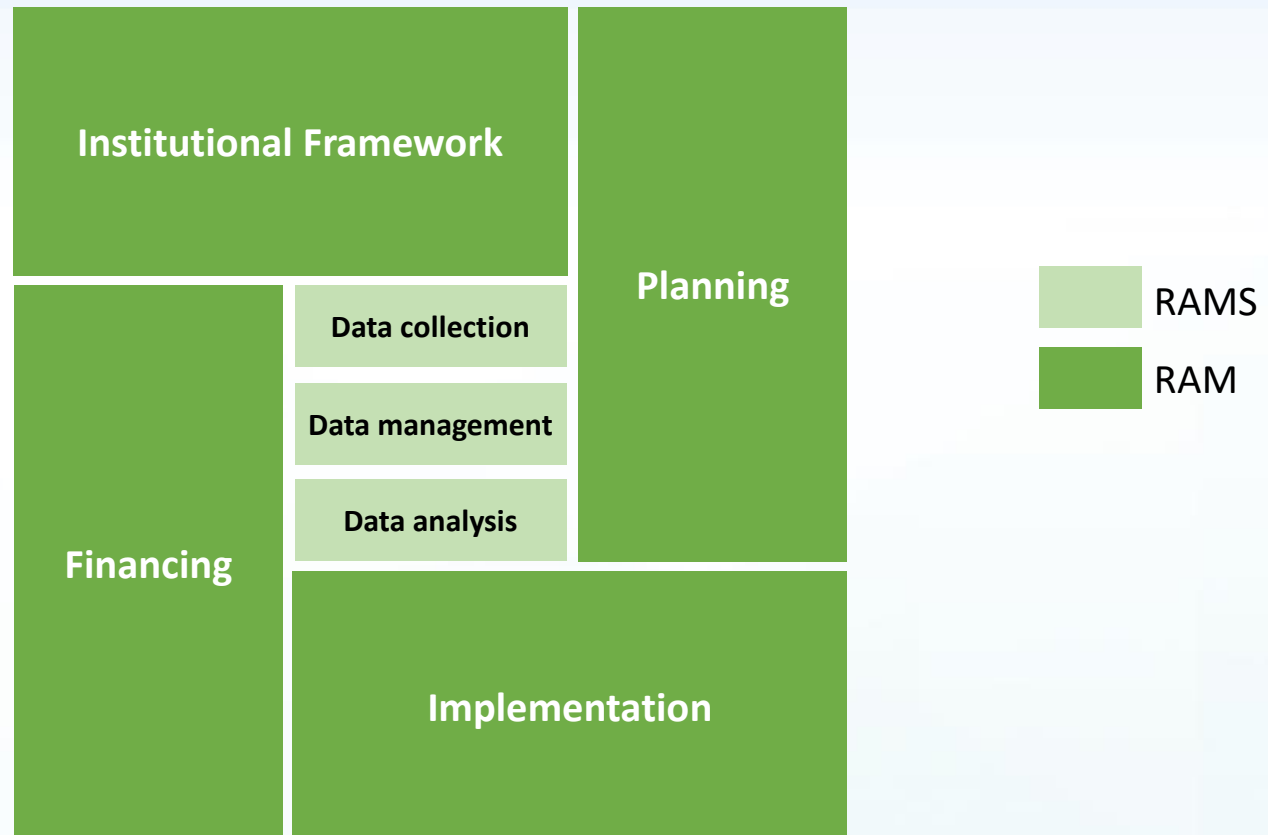 Institutional Framework
Planning
Data collection
Data management
Data analysis
Financing
Implementation
RAMS
RAM